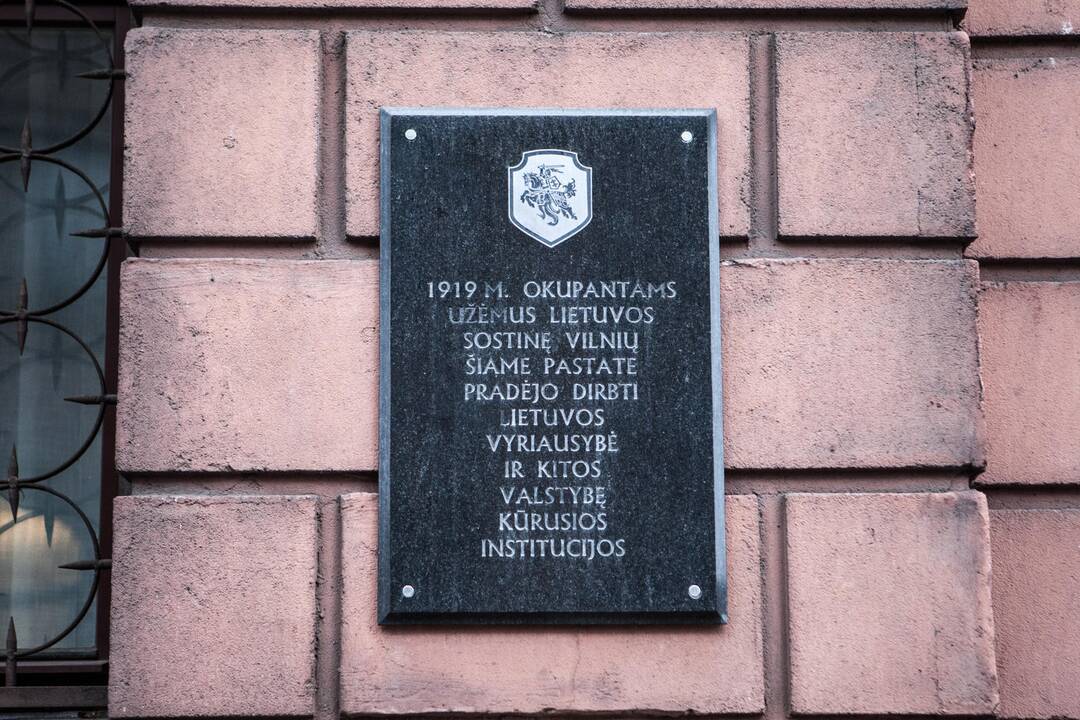 1919 M. OKUPANTAMS
UŽĖMUS LIETUVOS
SOSTINĘ VILNIŲ
ŠIAME PASTATE
PRADĖJO DIRBTI
LIETUVOS
VYRIAUSYBĖ
IR KITOS
VALSTYBĘ
KŪRUSIOS
INSTITUCIJOS